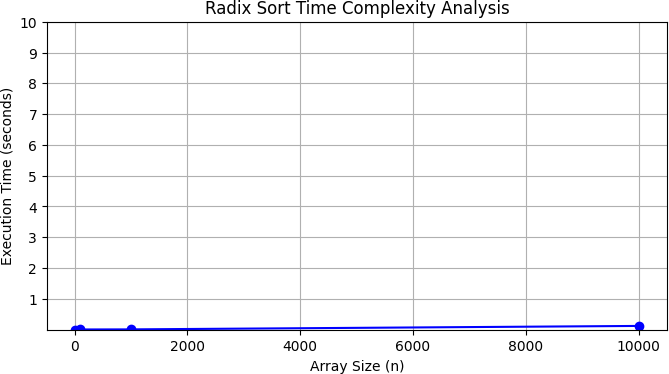 Radix Sort Time Complexity Analysis
Execution Time (seconds)
10
9
8
7
6
5
4
3
2
1
0 2000 4000 6000 8000 10000
Array Size (n)